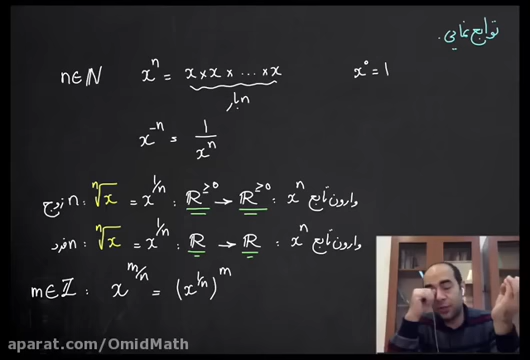 توابع نمایی.
n∈ℕ xⁿ = x × x × ... × x x⁰ = 1
n بار
x⁻ⁿ = 1/xⁿ
n زوج : ⁿ√x = x^{1/n} : ℝ^{≥0} → ℝ^{≥0} : وارون تابع xⁿ
n فرد : ⁿ√x = x^{1/n} : ℝ → ℝ : وارون تابع xⁿ
m∈ℤ : x^{m/n} = (x^{1/n})^m
aparat.com/OmidMath